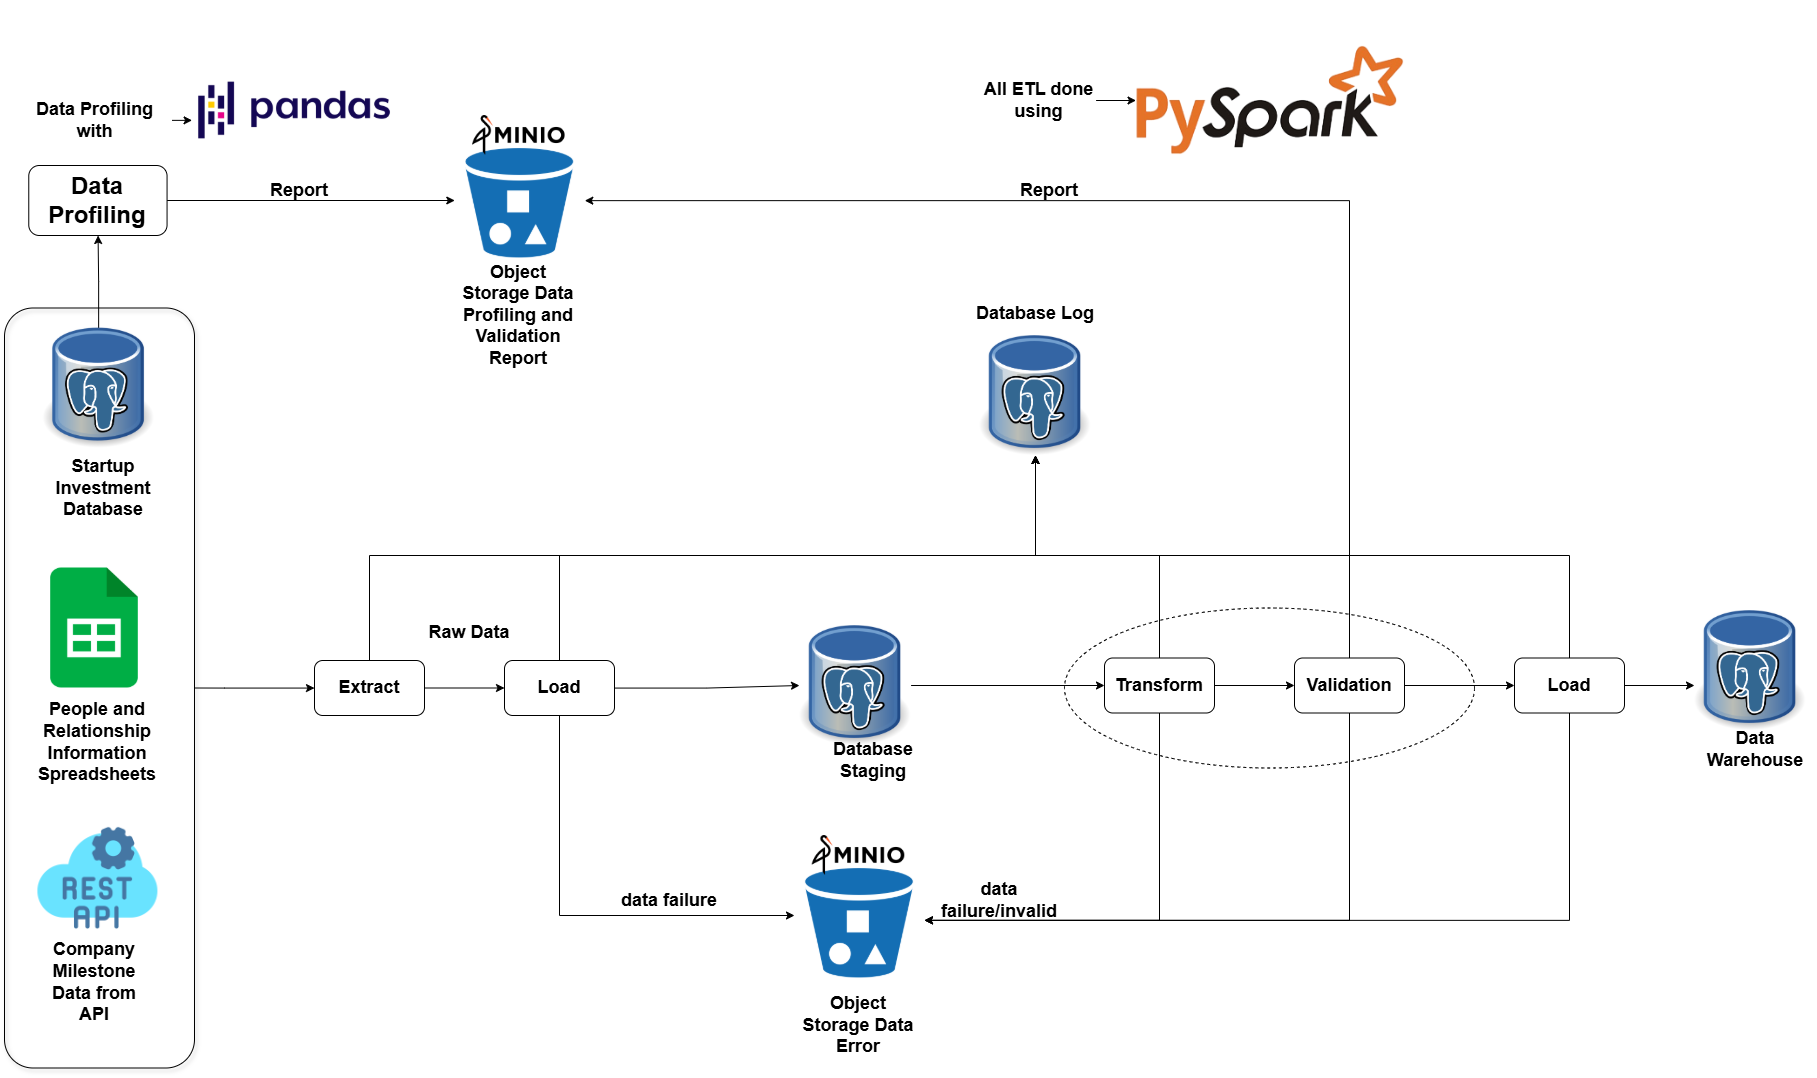 All ETL done
using
PySpark
Data Profiling
with
pandas
MINIO
Data
Profiling
Report
Report
Object
Storage Data
Profiling and
Validation
Report
Database Log
Startup
Investment
Database
Raw Data
Extract
Load
Transform
Validation
Load
People and
Relationship
Information
Spreadsheets
Database
Staging
Data
Warehouse
MINIO
REST
API
data failure
data
failure/invalid
Company
Milestone
Data from
API
Object
Storage Data
Error